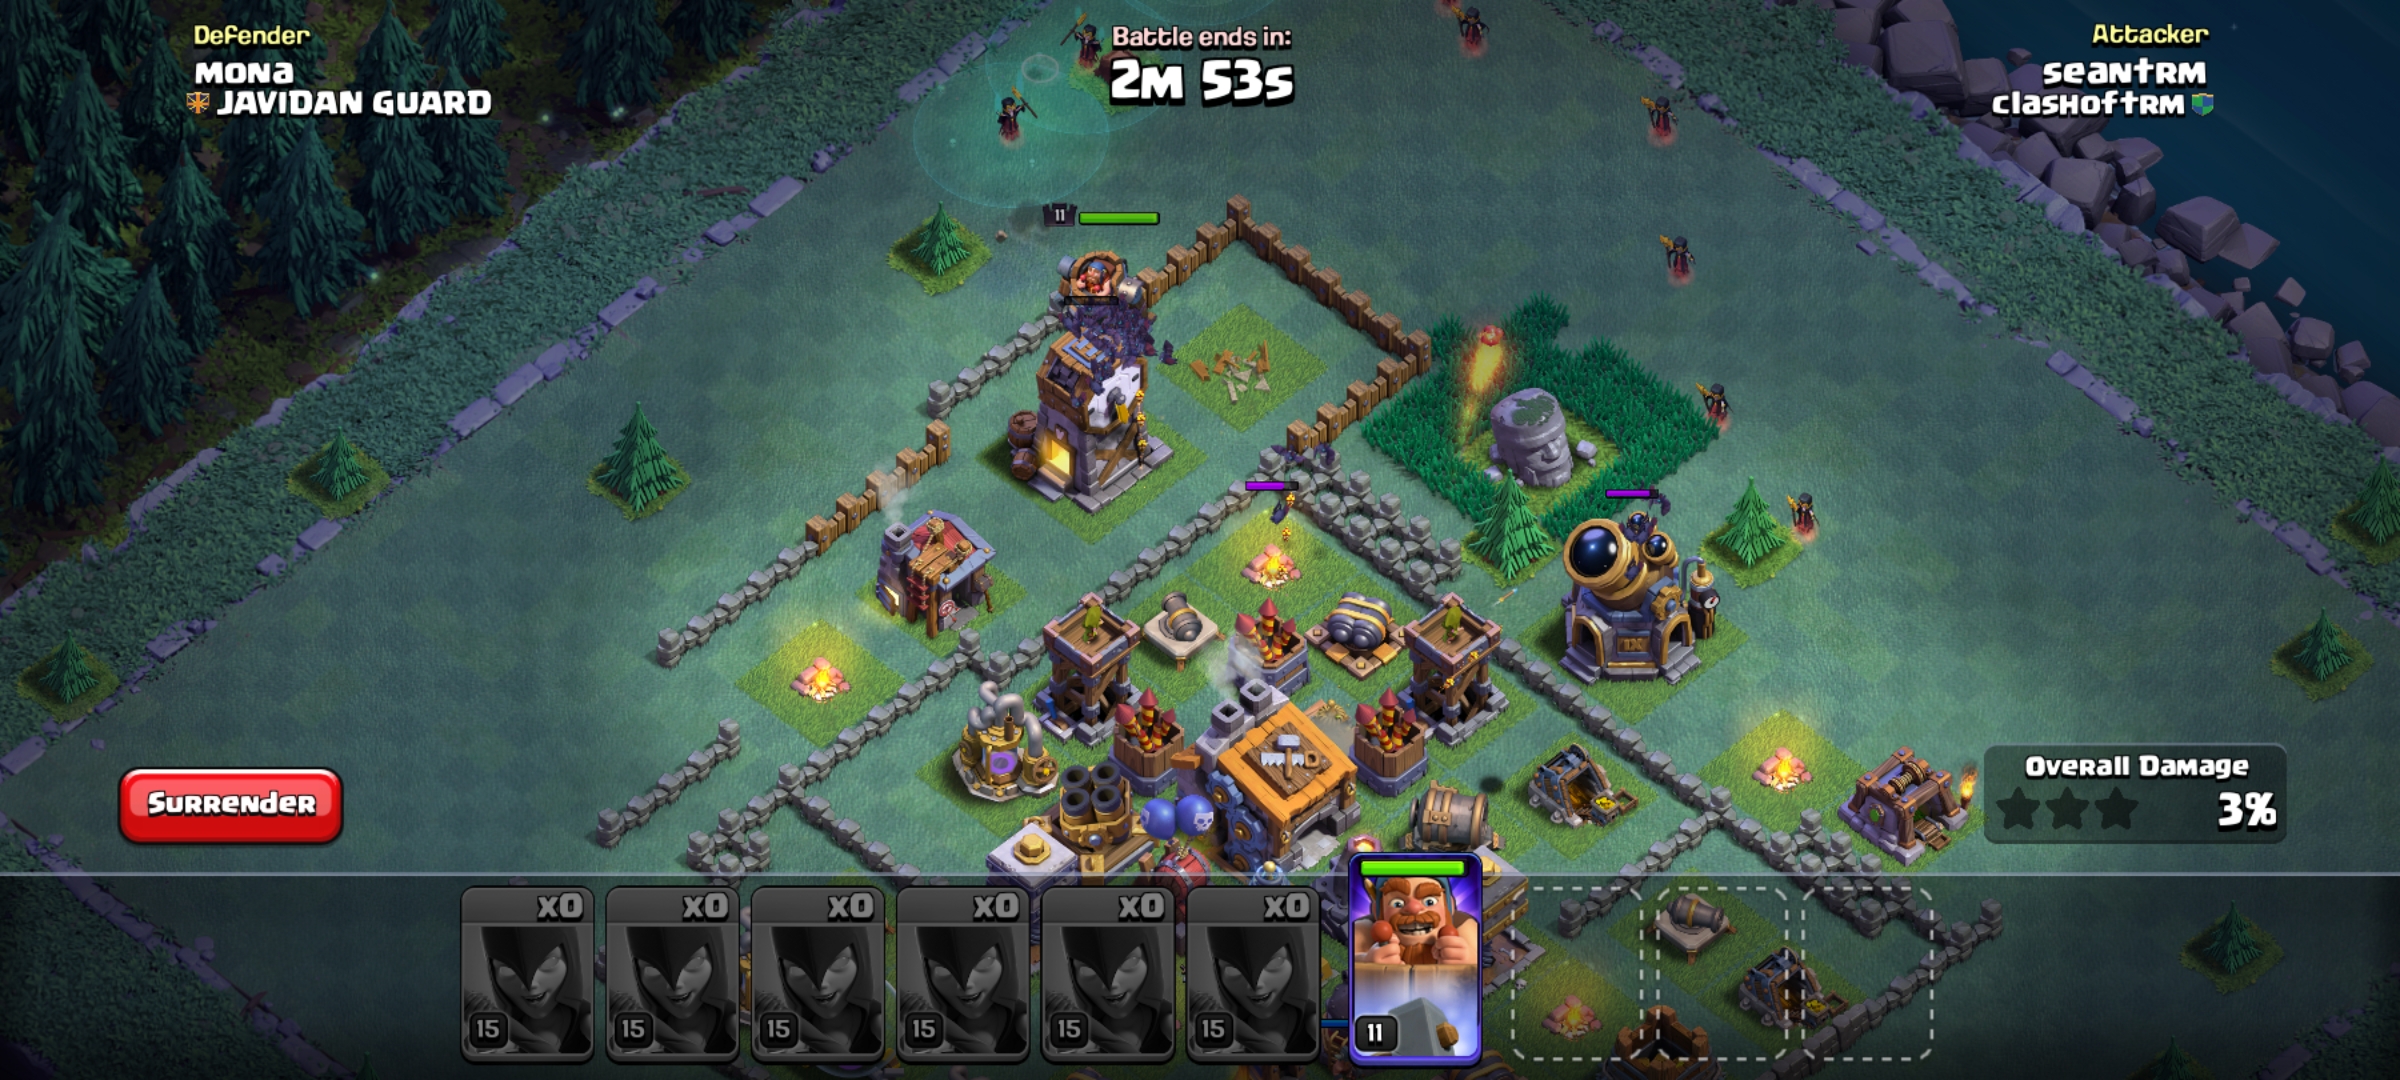 Defender
Mona
JAVIDAN GUARD
Battle ends in:
2M 53s
Attacker
seantRM
clashoftRM
11
IX
Surrender
Overall Damage
3%
x0
x0
x0
x0
x0
x0
15
15
15
15
15
15
11